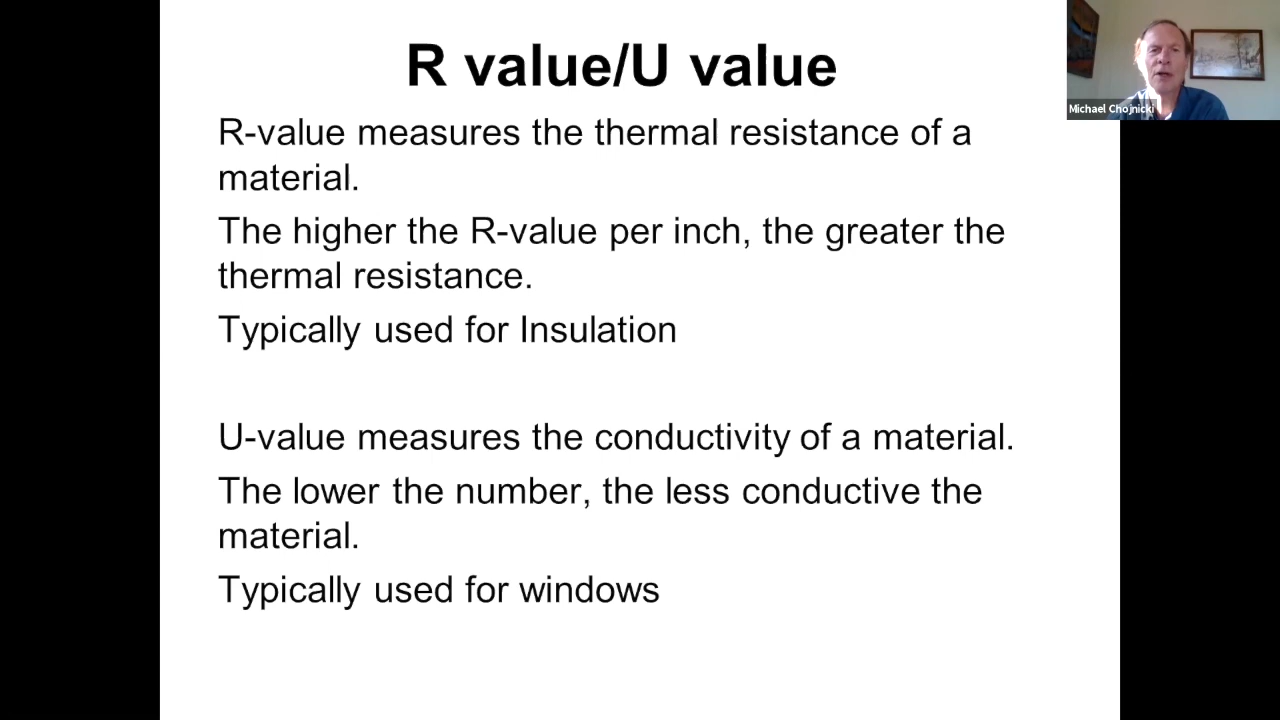 R value/U value
Michael Chojnicki
R-value measures the thermal resistance of a
material.
The higher the R-value per inch, the greater the
thermal resistance.
Typically used for Insulation
U-value measures the conductivity of a material.
The lower the number, the less conductive the
material.
Typically used for windows